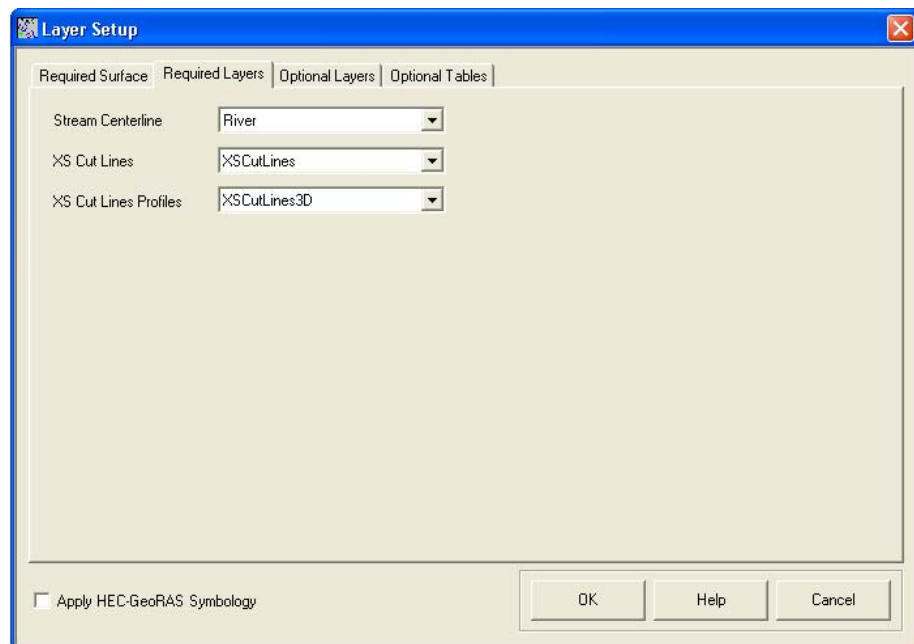 Layer Setup
Required Surface Required Layers Optional Layers Optional Tables
Stream Centerline River
XS Cut Lines XSCutLines
XS Cut Lines Profiles XSCutLines3D
Apply HEC-GeoRAS Symbology OK Help Cancel